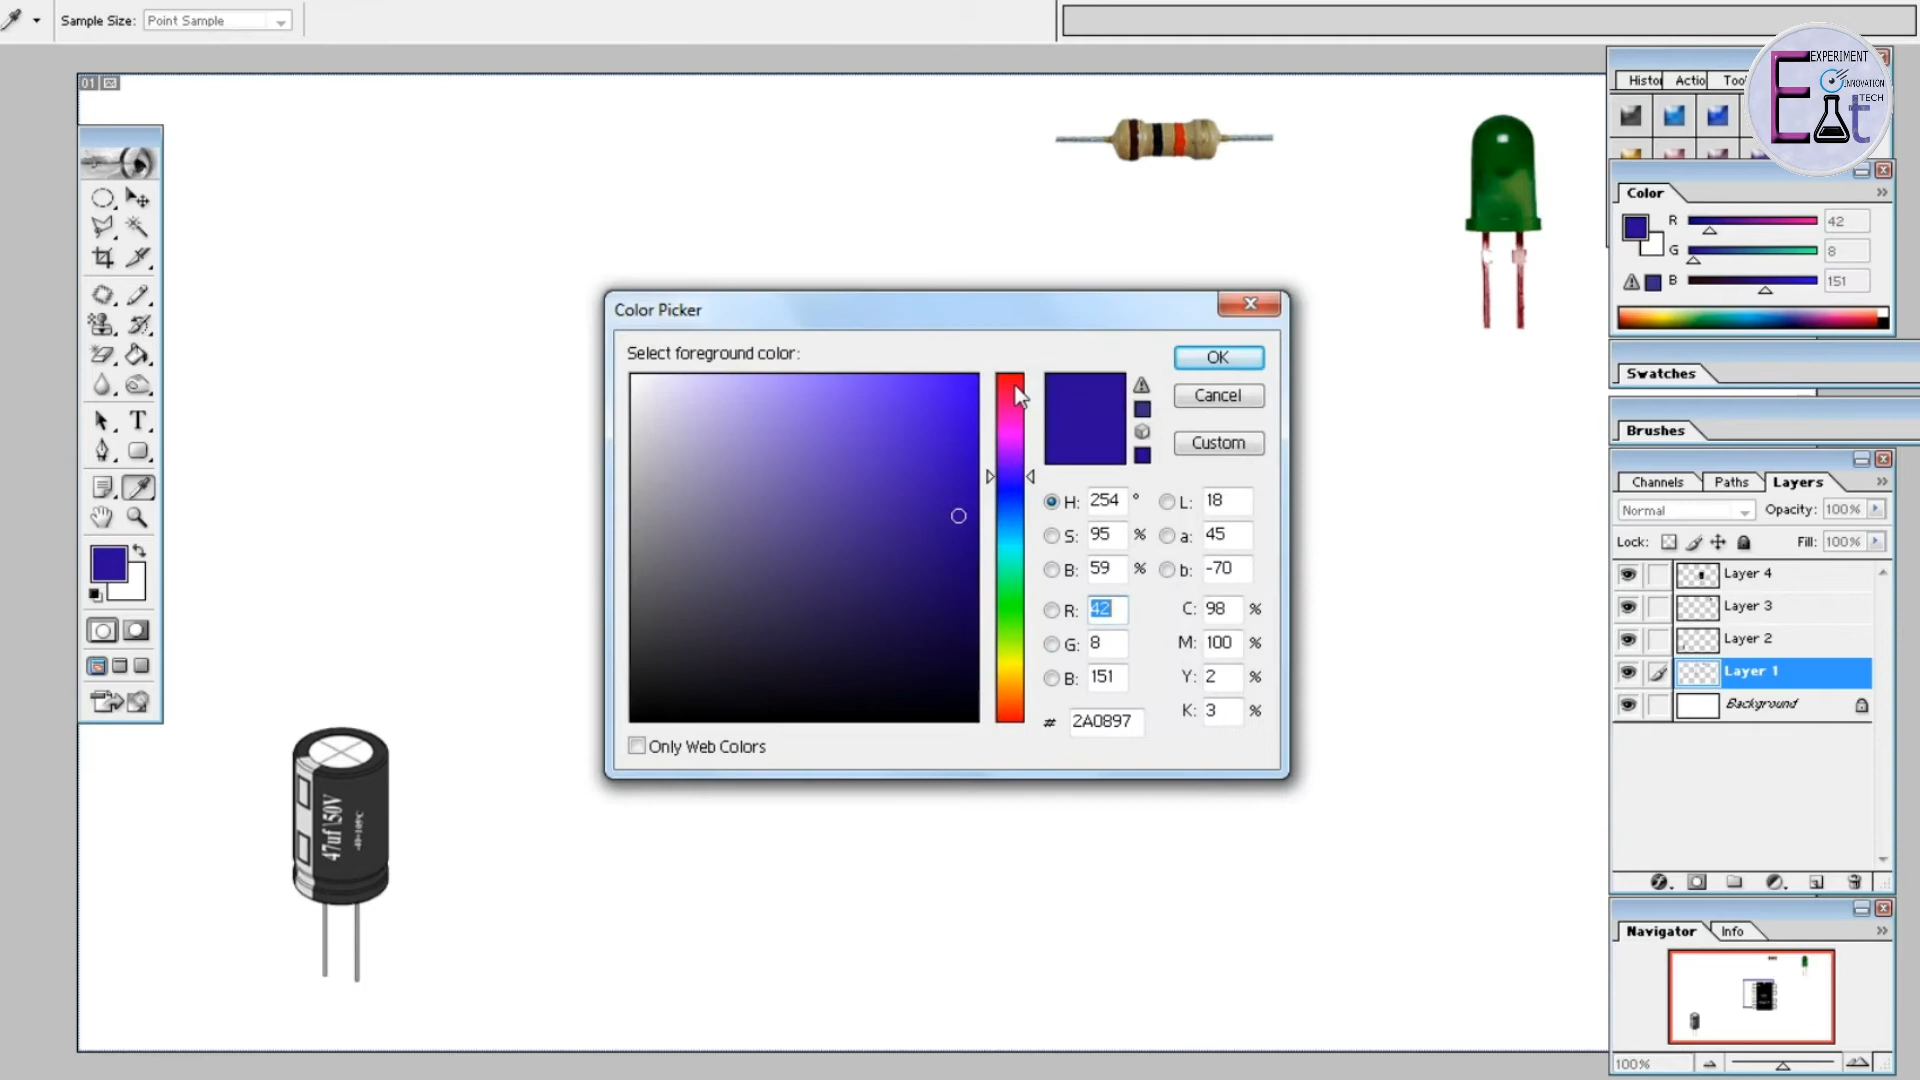 Sample Size: Point Sample
EXPERIMENT
INNOVATION
TECH
E t
01
Histo Actio Too
Color
R 42
G 8
B 151
Swatches
Brushes
Channels Paths Layers
Normal Opacity: 100%
Lock: Fill: 100%
Layer 4
Layer 3
Layer 2
Layer 1
Background
Navigator Info
100%
Color Picker
Select foreground color:
OK
Cancel
Custom
H: 254 ° L: 18
S: 95 % a: 45
B: 59 % b: -70
R: 42 C: 98 %
G: 8 M: 100 %
B: 151 Y: 2 %
# 2A0897 K: 3 %
Only Web Colors
T
47uf \50V
-40+105°C